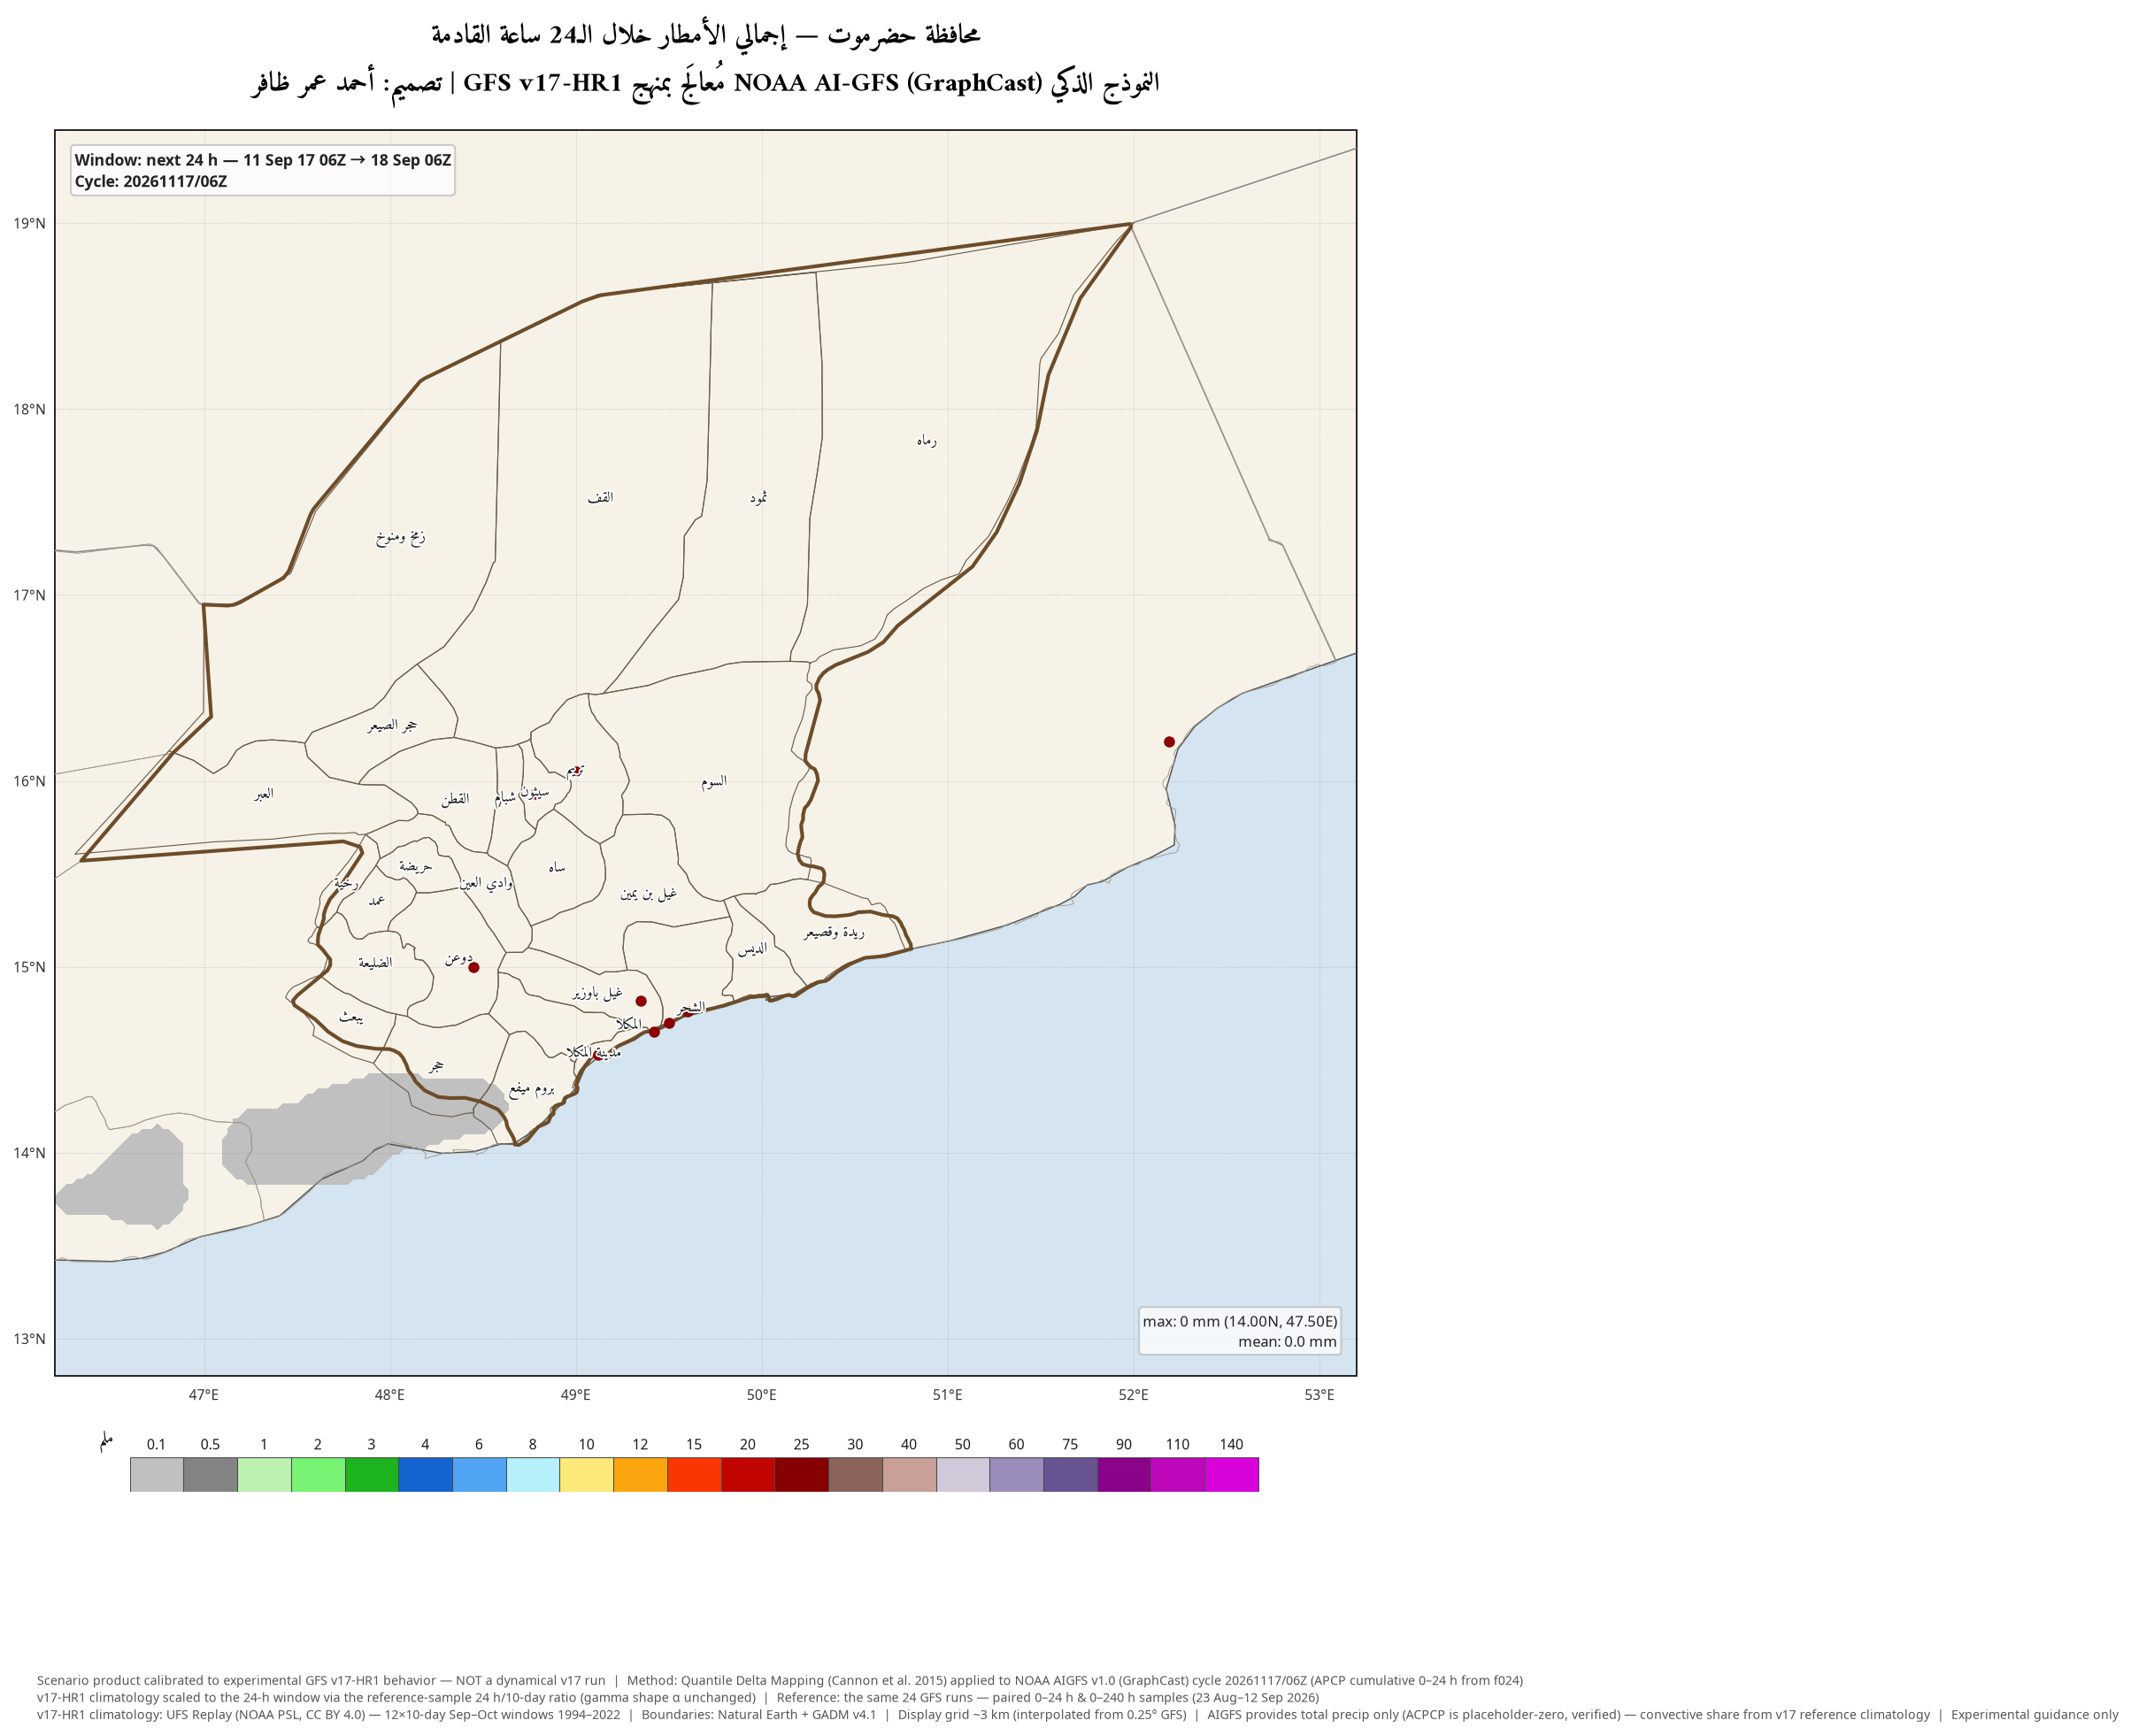 محافظة حضرموت — إجمالي الأمطار خلال الـ24 ساعة القادمة
النموذج الذكي NOAA AI-GFS (GraphCast) مُعالَج بمنهج GFS v17-HR1 | تصميم: أحمد عمر ظافر
Window: next 24 h — 11 Sep 17 06Z → 18 Sep 06Z
Cycle: 20261117/06Z
19°N
18°N
رماه
القف
ثمود
زمخ ومنوخ
17°N
حجر الصيعر
16°N
تريم
السوم
العبر
القطن
شبام
سيئون
حريضة
ساه
رخية
وادي العين
عمد
غيل بن يمين
ريدة وقصيعر
الديس
15°N
الضليعة
دوعن
غيل باوزير
الشحر
يبعث
المكلا
مدينة المكلا
حجر
بروم ميفع
14°N
13°N
max: 0 mm (14.00N, 47.50E)
mean: 0.0 mm
47°E 48°E 49°E 50°E 51°E 52°E 53°E
ملم 0.1 0.5 1 2 3 4 6 8 10 12 15 20 25 30 40 50 60 75 90 110 140
Scenario product calibrated to experimental GFS v17-HR1 behavior — NOT a dynamical v17 run | Method: Quantile Delta Mapping (Cannon et al. 2015) applied to NOAA AIGFS v1.0 (GraphCast) cycle 20261117/06Z (APCP cumulative 0–24 h from f024)
v17-HR1 climatology scaled to the 24-h window via the reference-sample 24 h/10-day ratio (gamma shape α unchanged) | Reference: the same 24 GFS runs — paired 0–24 h & 0–240 h samples (23 Aug–12 Sep 2026)
v17-HR1 climatology: UFS Replay (NOAA PSL, CC BY 4.0) — 12×10-day Sep–Oct windows 1994–2022 | Boundaries: Natural Earth + GADM v4.1 | Display grid ~3 km (interpolated from 0.25° GFS) | AIGFS provides total precip only (ACPCP is placeholder-zero, verified) — convective share from v17 reference climatology | Experimental guidance only